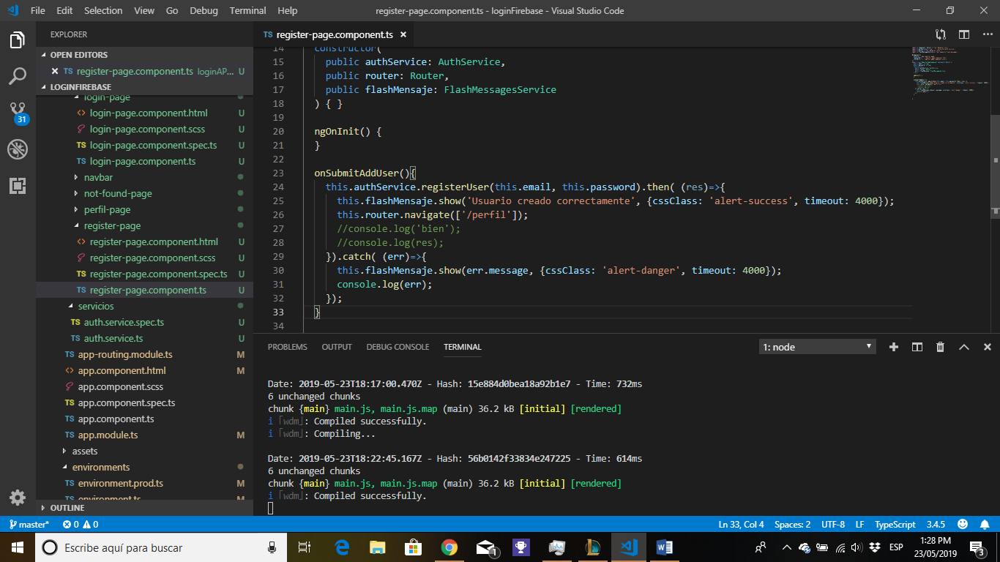 File Edit Selection View Go Debug Terminal Help
register-page.component.ts - loginFirebase - Visual Studio Code
EXPLORER
OPEN EDITORS
TS register-page.component.ts loginAP... U
LOGINFIREBASE
login-page
login-page.component.html U
login-page.component.scss U
TS login-page.component.spec.ts U
TS login-page.component.ts U
navbar
not-found-page
perfil-page
register-page
register-page.component.html U
register-page.component.scss U
TS register-page.component.spec.ts U
TS register-page.component.ts U
servicios
TS auth.service.spec.ts U
TS auth.service.ts U
TS app-routing.module.ts M
app.component.html M
app.component.scss
TS app.component.spec.ts
TS app.component.ts
TS app.module.ts M
assets
environments
TS environment.prod.ts M
TS environment.ts M
OUTLINE
31
TS register-page.component.ts
14 constructor(
15 public authService: AuthService,
16 public router: Router,
17 public flashMensaje: FlashMessagesService
18 ) { }
19
20 ngOnInit() {
21 }
22
23 onSubmitAddUser(){
24 this.authService.registerUser(this.email, this.password).then( (res)=>{
25 this.flashMensaje.show('Usuario creado correctamente', {cssClass: 'alert-success', timeout: 4000});
26 this.router.navigate(['/perfil']);
27 //console.log('bien');
28 //console.log(res);
29 }).catch( (err)=>{
30 this.flashMensaje.show(err.message, {cssClass: 'alert-danger', timeout: 4000});
31 console.log(err);
32 });
33 }
34
PROBLEMS OUTPUT DEBUG CONSOLE TERMINAL
1: node
Date: 2019-05-23T18:17:00.470Z - Hash: 15e884d0bea18a92b1e7 - Time: 732ms
6 unchanged chunks
chunk {main} main.js, main.js.map (main) 36.2 kB [initial] [rendered]
i ｢wdm｣: Compiled successfully.
i ｢wdm｣: Compiling...
Date: 2019-05-23T18:22:45.167Z - Hash: 56b0142f33834e247225 - Time: 614ms
6 unchanged chunks
chunk {main} main.js, main.js.map (main) 36.2 kB [initial] [rendered]
i ｢wdm｣: Compiled successfully.
master* 0 0
Ln 33, Col 4 Spaces: 2 UTF-8 LF TypeScript 3.4.5
Escribe aquí para buscar
1
ESP
1:28 PM
23/05/2019
3